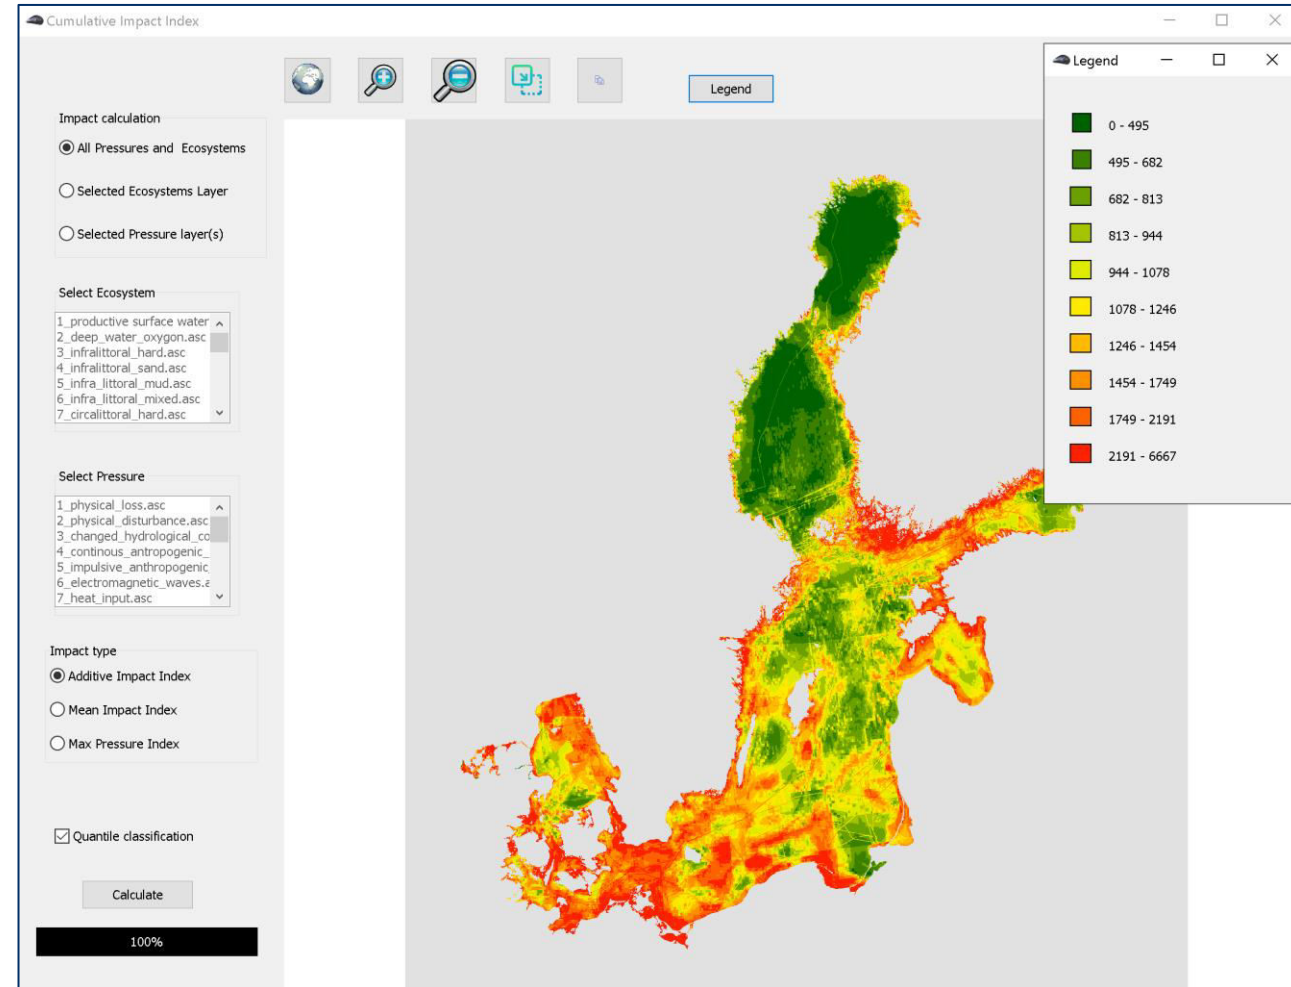 Cumulative Impact Index
Legend
Legend
Impact calculation
All Pressures and Ecosystems
Selected Ecosystems Layer
Selected Pressure layer(s)
Select Ecosystem
1_productive surface water
2_deep_water_oxygon.asc
3_infralittoral_hard.asc
4_infralittoral_sand.asc
5_infra_littoral_mud.asc
6_infra_littoral_mixed.asc
7_circalittoral_hard.asc
Select Pressure
1_physical_loss.asc
2_physical_disturbance.asc
3_changed_hydrological_co
4_continous_antropogenic_
5_impulsive_anthropogenic
6_electromagnetic_waves.a
7_heat_input.asc
Impact type
Additive Impact Index
Mean Impact Index
Max Pressure Index
Quantile classification
Calculate
100%
0 - 495
495 - 682
682 - 813
813 - 944
944 - 1078
1078 - 1246
1246 - 1454
1454 - 1749
1749 - 2191
2191 - 6667